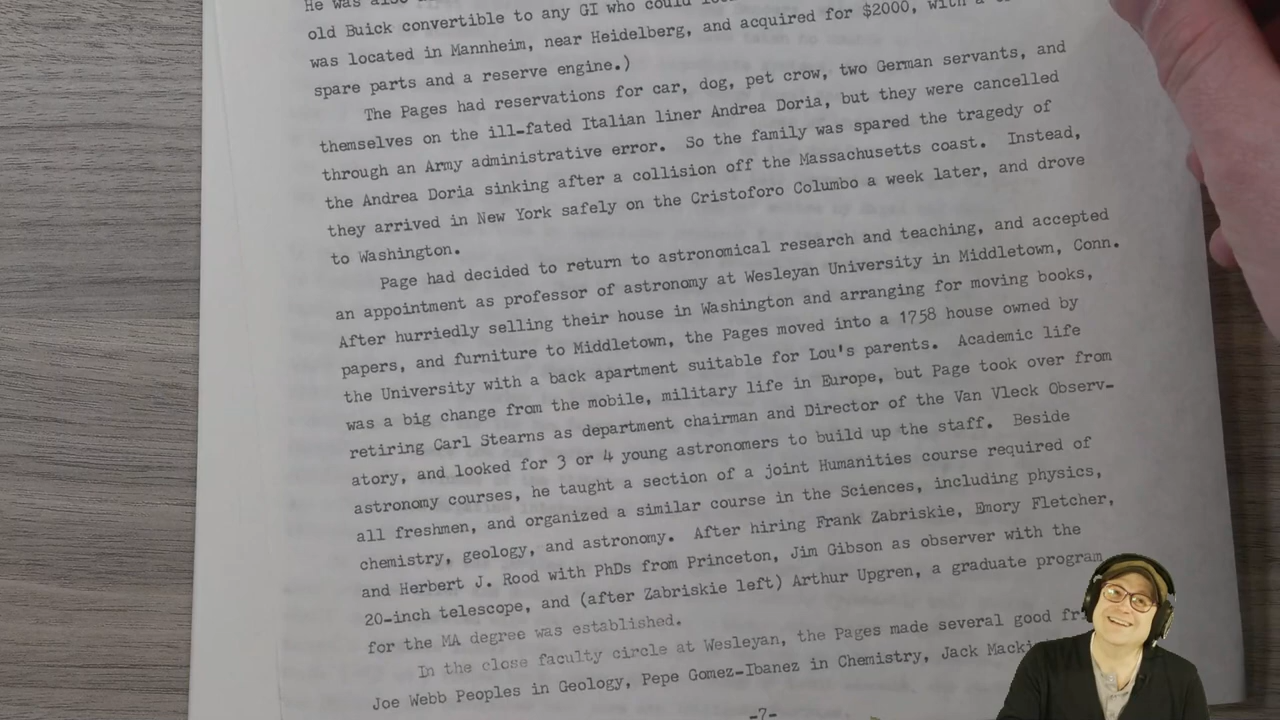 He was also
old Buick convertible to any GI who could
was located in Mannheim, near Heidelberg, and acquired for $2000, with a
spare parts and a reserve engine.)
The Pages had reservations for car, dog, pet crow, two German servants, and
themselves on the ill-fated Italian liner Andrea Doria, but they were cancelled
through an Army administrative error. So the family was spared the tragedy of
the Andrea Doria sinking after a collision off the Massachusetts coast. Instead,
they arrived in New York safely on the Cristoforo Columbo a week later, and drove
to Washington.
Page had decided to return to astronomical research and teaching, and accepted
an appointment as professor of astronomy at Wesleyan University in Middletown, Conn.
After hurriedly selling their house in Washington and arranging for moving books,
papers, and furniture to Middletown, the Pages moved into a 1758 house owned by
the University with a back apartment suitable for Lou's parents. Academic life
was a big change from the mobile, military life in Europe, but Page took over from
retiring Carl Stearns as department chairman and Director of the Van Vleck Observ-
atory, and looked for 3 or 4 young astronomers to build up the staff. Beside
astronomy courses, he taught a section of a joint Humanities course required of
all freshmen, and organized a similar course in the Sciences, including physics,
chemistry, geology, and astronomy. After hiring Frank Zabriskie, Emory Fletcher,
and Herbert J. Rood with PhDs from Princeton, Jim Gibson as observer with the
20-inch telescope, and (after Zabriskie left) Arthur Upgren, a graduate program
for the MA degree was established.
In the close faculty circle at Wesleyan, the Pages made several good
Joe Webb Peoples in Geology, Pepe Gomez-Ibanez in Chemistry, Jack
-7-